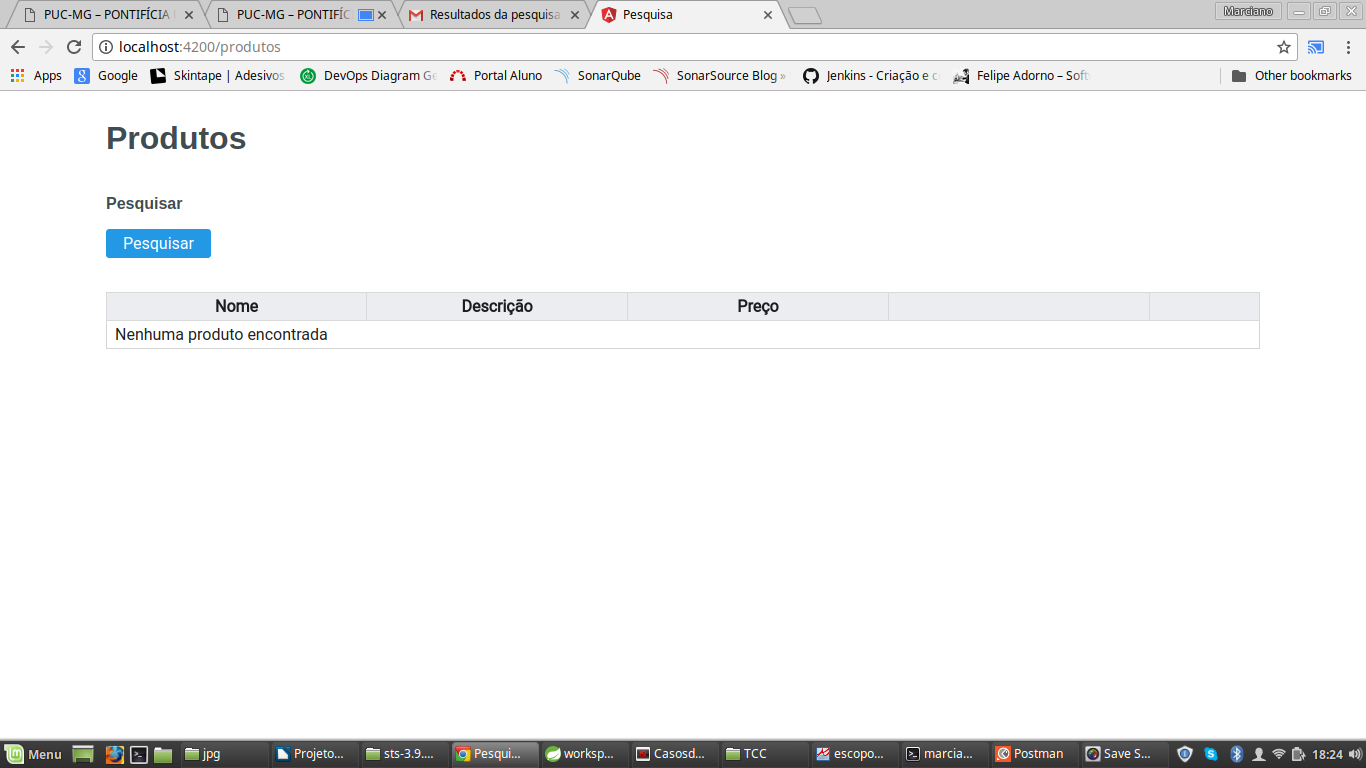 PUC-MG – PONTIFÍCIA
PUC-MG – PONTIFÍC
Resultados da pesquisa
Pesquisa
Marciano
localhost:4200/produtos
Apps
Google
Skintape | Adesivos
DevOps Diagram Ge
Portal Aluno
SonarQube
SonarSource Blog »
Jenkins - Criação e c
Felipe Adorno – Soft
Other bookmarks
Produtos
Pesquisar
Pesquisar
Nome Descrição Preço
Nenhuma produto encontrada
Menu
jpg
Projeto...
sts-3.9....
Pesqui...
worksp...
Casosd...
TCC
escopo...
marcia...
Postman
Save S...
18:24